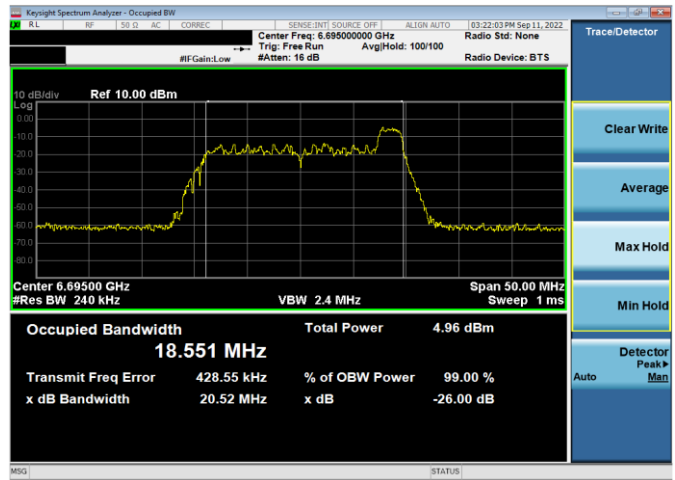 Keysight Spectrum Analyzer - Occupied BW
RL RF 50 Ω AC CORREC SENSE:INT SOURCE OFF ALIGN AUTO 03:22:03 PM Sep 11, 2022
Center Freq: 6.695000000 GHz Radio Std: None
Trig: Free Run Avg|Hold: 100/100
#IFGain:Low #Atten: 16 dB Radio Device: BTS
Trace/Detector
10 dB/div Ref 10.00 dBm
Log
0.00
-10.0
-20.0
-30.0
-40.0
-50.0
-60.0
-70.0
-80.0
Center 6.69500 GHz Span 50.00 MHz
#Res BW 240 kHz VBW 2.4 MHz Sweep 1 ms
Occupied Bandwidth Total Power 4.96 dBm
18.551 MHz
Transmit Freq Error 428.55 kHz % of OBW Power 99.00 %
x dB Bandwidth 20.52 MHz x dB -26.00 dB
Clear Write
Average
Max Hold
Min Hold
Detector
Peak▶
Auto Man
MSG STATUS